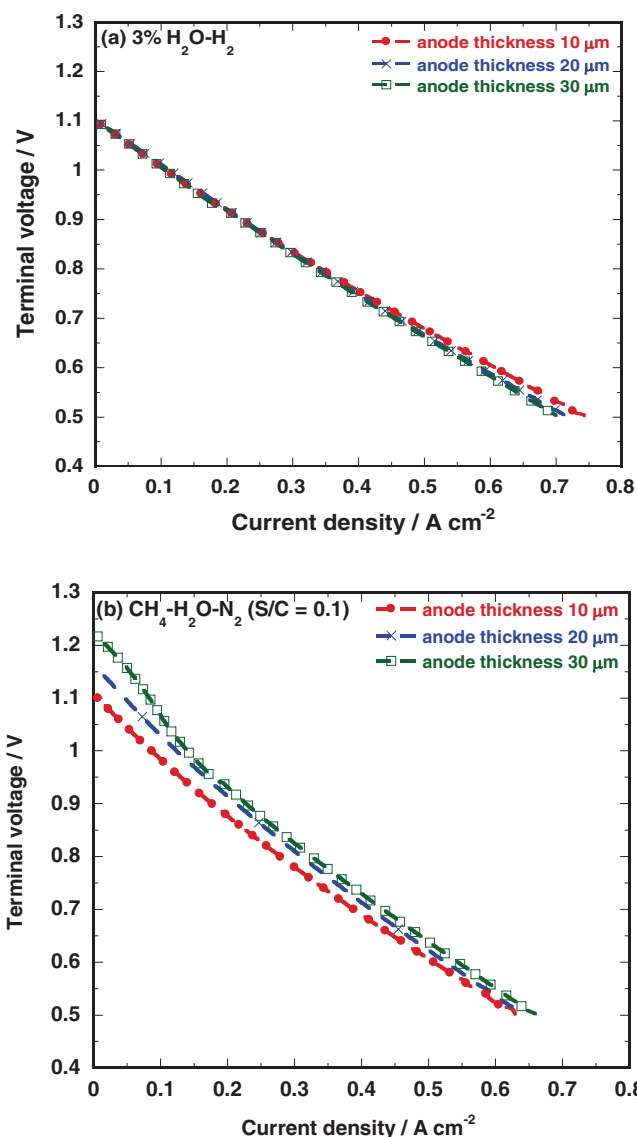 (a) 3% H₂O-H₂
anode thickness 10 μm
anode thickness 20 μm
anode thickness 30 μm
1.3
1.2
1.1
1
0.9
0.8
0.7
0.6
0.5
0.4
Terminal voltage / V
0 0.1 0.2 0.3 0.4 0.5 0.6 0.7 0.8
Current density / A cm⁻²
(b) CH₄-H₂O-N₂ (S/C = 0.1)
anode thickness 10 μm
anode thickness 20 μm
anode thickness 30 μm
1.3
1.2
1.1
1
0.9
0.8
0.7
0.6
0.5
0.4
Terminal voltage / V
0 0.1 0.2 0.3 0.4 0.5 0.6 0.7 0.8
Current density / A cm⁻²